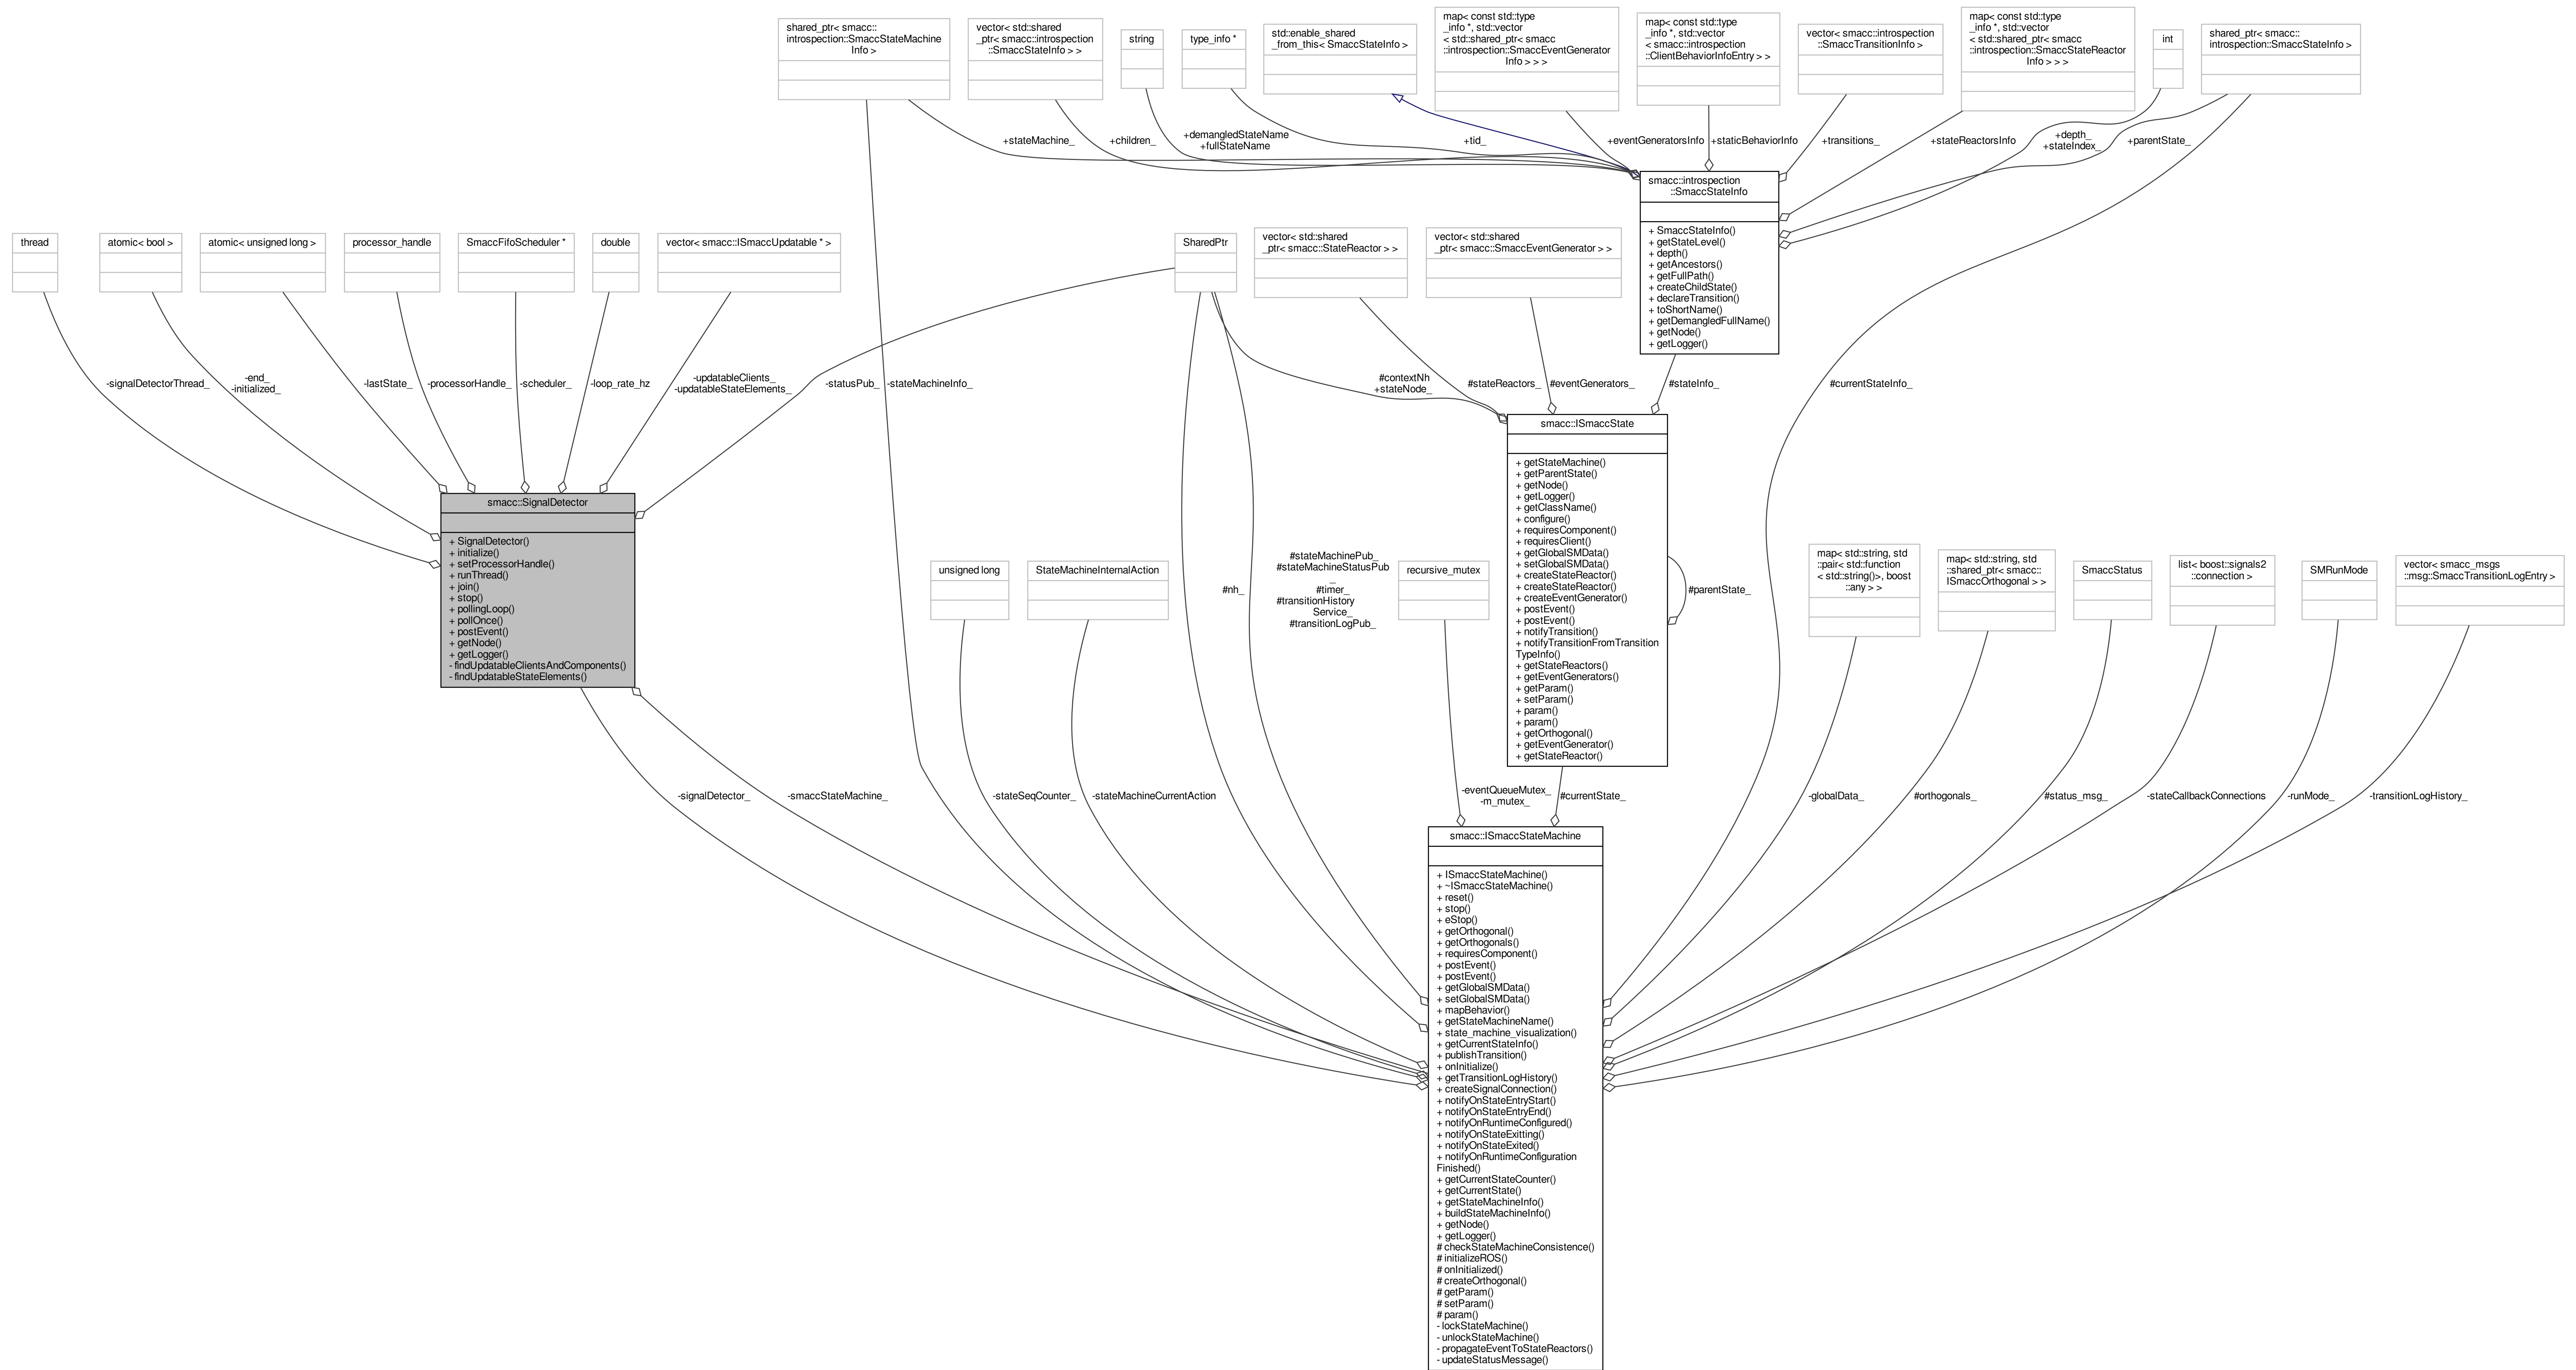 shared_ptr< smacc::
introspection::SmaccStateMachine
Info >
vector< std::shared
_ptr< smacc::introspection
::SmaccStateInfo > >
string
type_info *
std::enable_shared
_from_this< SmaccStateInfo >
map< const std::type
_info *, std::vector
< std::shared_ptr< smacc
::introspection::SmaccEventGenerator
Info > > >
map< const std::type
_info *, std::vector
< smacc::introspection
::ClientBehaviorInfoEntry > >
vector< smacc::introspection
::SmaccTransitionInfo >
map< const std::type
_info *, std::vector
< std::shared_ptr< smacc
::introspection::SmaccStateReactor
Info > > >
int
shared_ptr< smacc::
introspection::SmaccStateInfo >
+stateMachine_
+children_
+demangledStateName
+fullStateName
+tid_
+eventGeneratorsInfo
+staticBehaviorInfo
+transitions_
+stateReactorsInfo
+depth_
+stateIndex_
+parentState_
smacc::introspection
::SmaccStateInfo
+ SmaccStateInfo()
+ getStateLevel()
+ depth()
+ getAncestors()
+ getFullPath()
+ createChildState()
+ declareTransition()
+ toShortName()
+ getDemangledFullName()
+ getNode()
+ getLogger()
thread
atomic< bool >
atomic< unsigned long >
processor_handle
SmaccFifoScheduler *
double
vector< smacc::ISmaccUpdatable * >
SharedPtr
vector< std::shared
_ptr< smacc::StateReactor > >
vector< std::shared
_ptr< smacc::SmaccEventGenerator > >
-signalDetectorThread_
-end_
-initialized_
-lastState_
-processorHandle_
-scheduler_
-loop_rate_hz
-updatableClients_
-updatableStateElements_
-statusPub_
-stateMachineInfo_
#contextNh
+stateNode_
#stateReactors_
#eventGenerators_
#stateInfo_
#currentStateInfo_
smacc::SignalDetector
+ SignalDetector()
+ initialize()
+ setProcessorHandle()
+ runThread()
+ join()
+ stop()
+ pollingLoop()
+ pollOnce()
+ postEvent()
+ getNode()
+ getLogger()
- findUpdatableClientsAndComponents()
- findUpdatableStateElements()
smacc::ISmaccState
+ getStateMachine()
+ getParentState()
+ getNode()
+ getLogger()
+ getClassName()
+ configure()
+ requiresComponent()
+ requiresClient()
+ getGlobalSMData()
+ setGlobalSMData()
+ createStateReactor()
+ createStateReactor()
+ createEventGenerator()
+ postEvent()
+ postEvent()
+ notifyTransition()
+ notifyTransitionFromTransition
TypeInfo()
+ getStateReactors()
+ getEventGenerators()
+ getParam()
+ setParam()
+ param()
+ param()
+ getOrthogonal()
+ getEventGenerator()
+ getStateReactor()
#parentState_
unsigned long
StateMachineInternalAction
#nh_
#stateMachinePub_
#stateMachineStatusPub
_
#timer_
#transitionHistory
Service_
#transitionLogPub_
recursive_mutex
map< std::string, std
::pair< std::function
< std::string()>, boost
::any > >
map< std::string, std
::shared_ptr< smacc::
ISmaccOrthogonal > >
SmaccStatus
list< boost::signals2
::connection >
SMRunMode
vector< smacc_msgs
::msg::SmaccTransitionLogEntry >
-signalDetector_
-smaccStateMachine_
-stateSeqCounter_
-stateMachineCurrentAction
-eventQueueMutex_
-m_mutex_
#currentState_
-globalData_
#orthogonals_
#status_msg_
-stateCallbackConnections
-runMode_
-transitionLogHistory_
smacc::ISmaccStateMachine
+ ISmaccStateMachine()
+ ~ISmaccStateMachine()
+ reset()
+ stop()
+ eStop()
+ getOrthogonal()
+ getOrthogonals()
+ requiresComponent()
+ postEvent()
+ postEvent()
+ getGlobalSMData()
+ setGlobalSMData()
+ mapBehavior()
+ getStateMachineName()
+ state_machine_visualization()
+ getCurrentStateInfo()
+ publishTransition()
+ onInitialize()
+ getTransitionLogHistory()
+ createSignalConnection()
+ notifyOnStateEntryStart()
+ notifyOnStateEntryEnd()
+ notifyOnRuntimeConfigured()
+ notifyOnStateExitting()
+ notifyOnStateExited()
+ notifyOnRuntimeConfiguration
Finished()
+ getCurrentStateCounter()
+ getCurrentState()
+ getStateMachineInfo()
+ buildStateMachineInfo()
+ getNode()
+ getLogger()
# checkStateMachineConsistence()
# initializeROS()
# onInitialized()
# createOrthogonal()
# getParam()
# setParam()
# param()
- lockStateMachine()
- unlockStateMachine()
- propagateEventToStateReactors()
- updateStatusMessage()